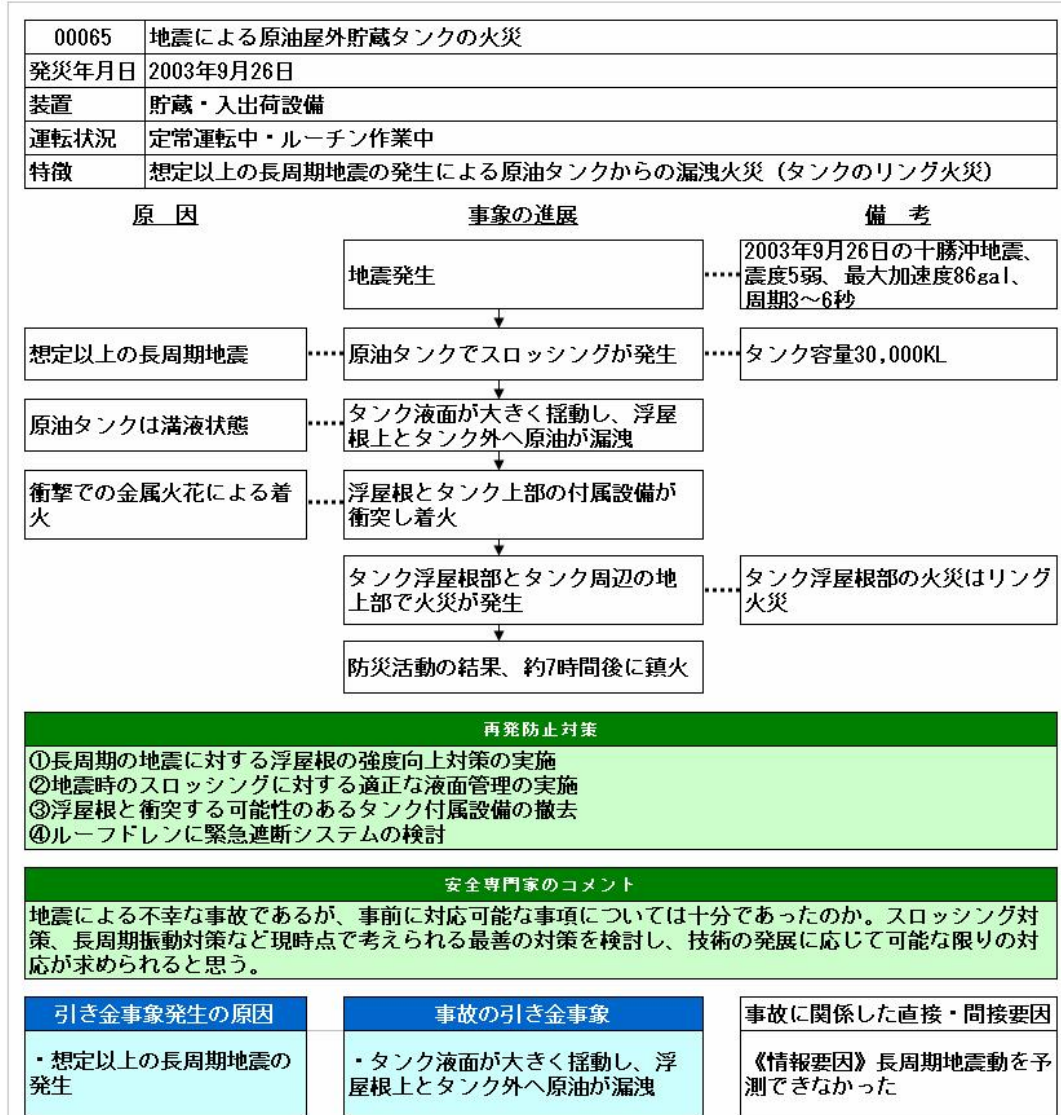 00065 地震による原油屋外貯蔵タンクの火災
発災年月日 2003年9月26日
装置 貯蔵・入出荷設備
運転状況 定常運転中・ルーチン作業中
特徴 想定以上の長周期地震の発生による原油タンクからの漏洩火災（タンクのリング火災）
原　因 事象の進展 備　考
地震発生
2003年9月26日の十勝沖地震、
震度5弱、最大加速度86gal、
周期3～6秒
想定以上の長周期地震
原油タンクでスロッシングが発生
タンク容量30,000KL
原油タンクは満液状態
タンク液面が大きく揺動し、浮屋
根上とタンク外へ原油が漏洩
衝撃での金属火花による着
火
浮屋根とタンク上部の付属設備が
衝突し着火
タンク浮屋根部とタンク周辺の地
上部で火災が発生
タンク浮屋根部の火災はリング
火災
防災活動の結果、約7時間後に鎮火
再発防止対策
①長周期の地震に対する浮屋根の強度向上対策の実施
②地震時のスロッシングに対する適正な液面管理の実施
③浮屋根と衝突する可能性のあるタンク付属設備の撤去
④ルーフドレンに緊急遮断システムの検討
安全専門家のコメント
地震による不幸な事故であるが、事前に対応可能な事項については十分であったのか。スロッシング対
策、長周期振動対策など現時点で考えられる最善の対策を検討し、技術の発展に応じて可能な限りの対
応が求められると思う。
引き金事象発生の原因
・想定以上の長周期地震の
発生
事故の引き金事象
・タンク液面が大きく揺動し、浮
屋根上とタンク外へ原油が漏洩
事故に関係した直接・間接要因
《情報要因》長周期地震動を予
測できなかった